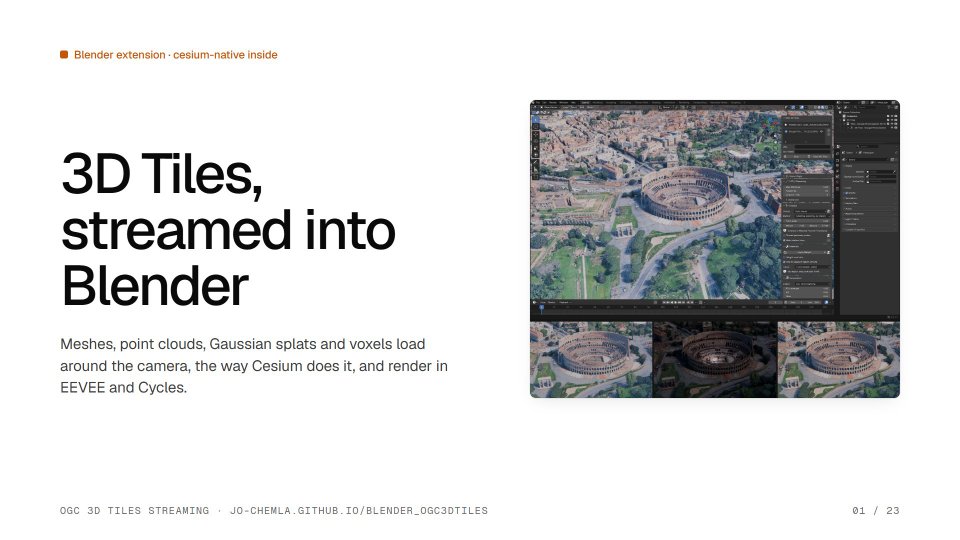 Blender extension · cesium-native inside
3D Tiles,
streamed into
Blender
Meshes, point clouds, Gaussian splats and voxels load
around the camera, the way Cesium does it, and render in
EEVEE and Cycles.
OGC 3D TILES STREAMING · JO-CHEMLA.GITHUB.IO/BLENDER_OGC3DTILES
01 / 23